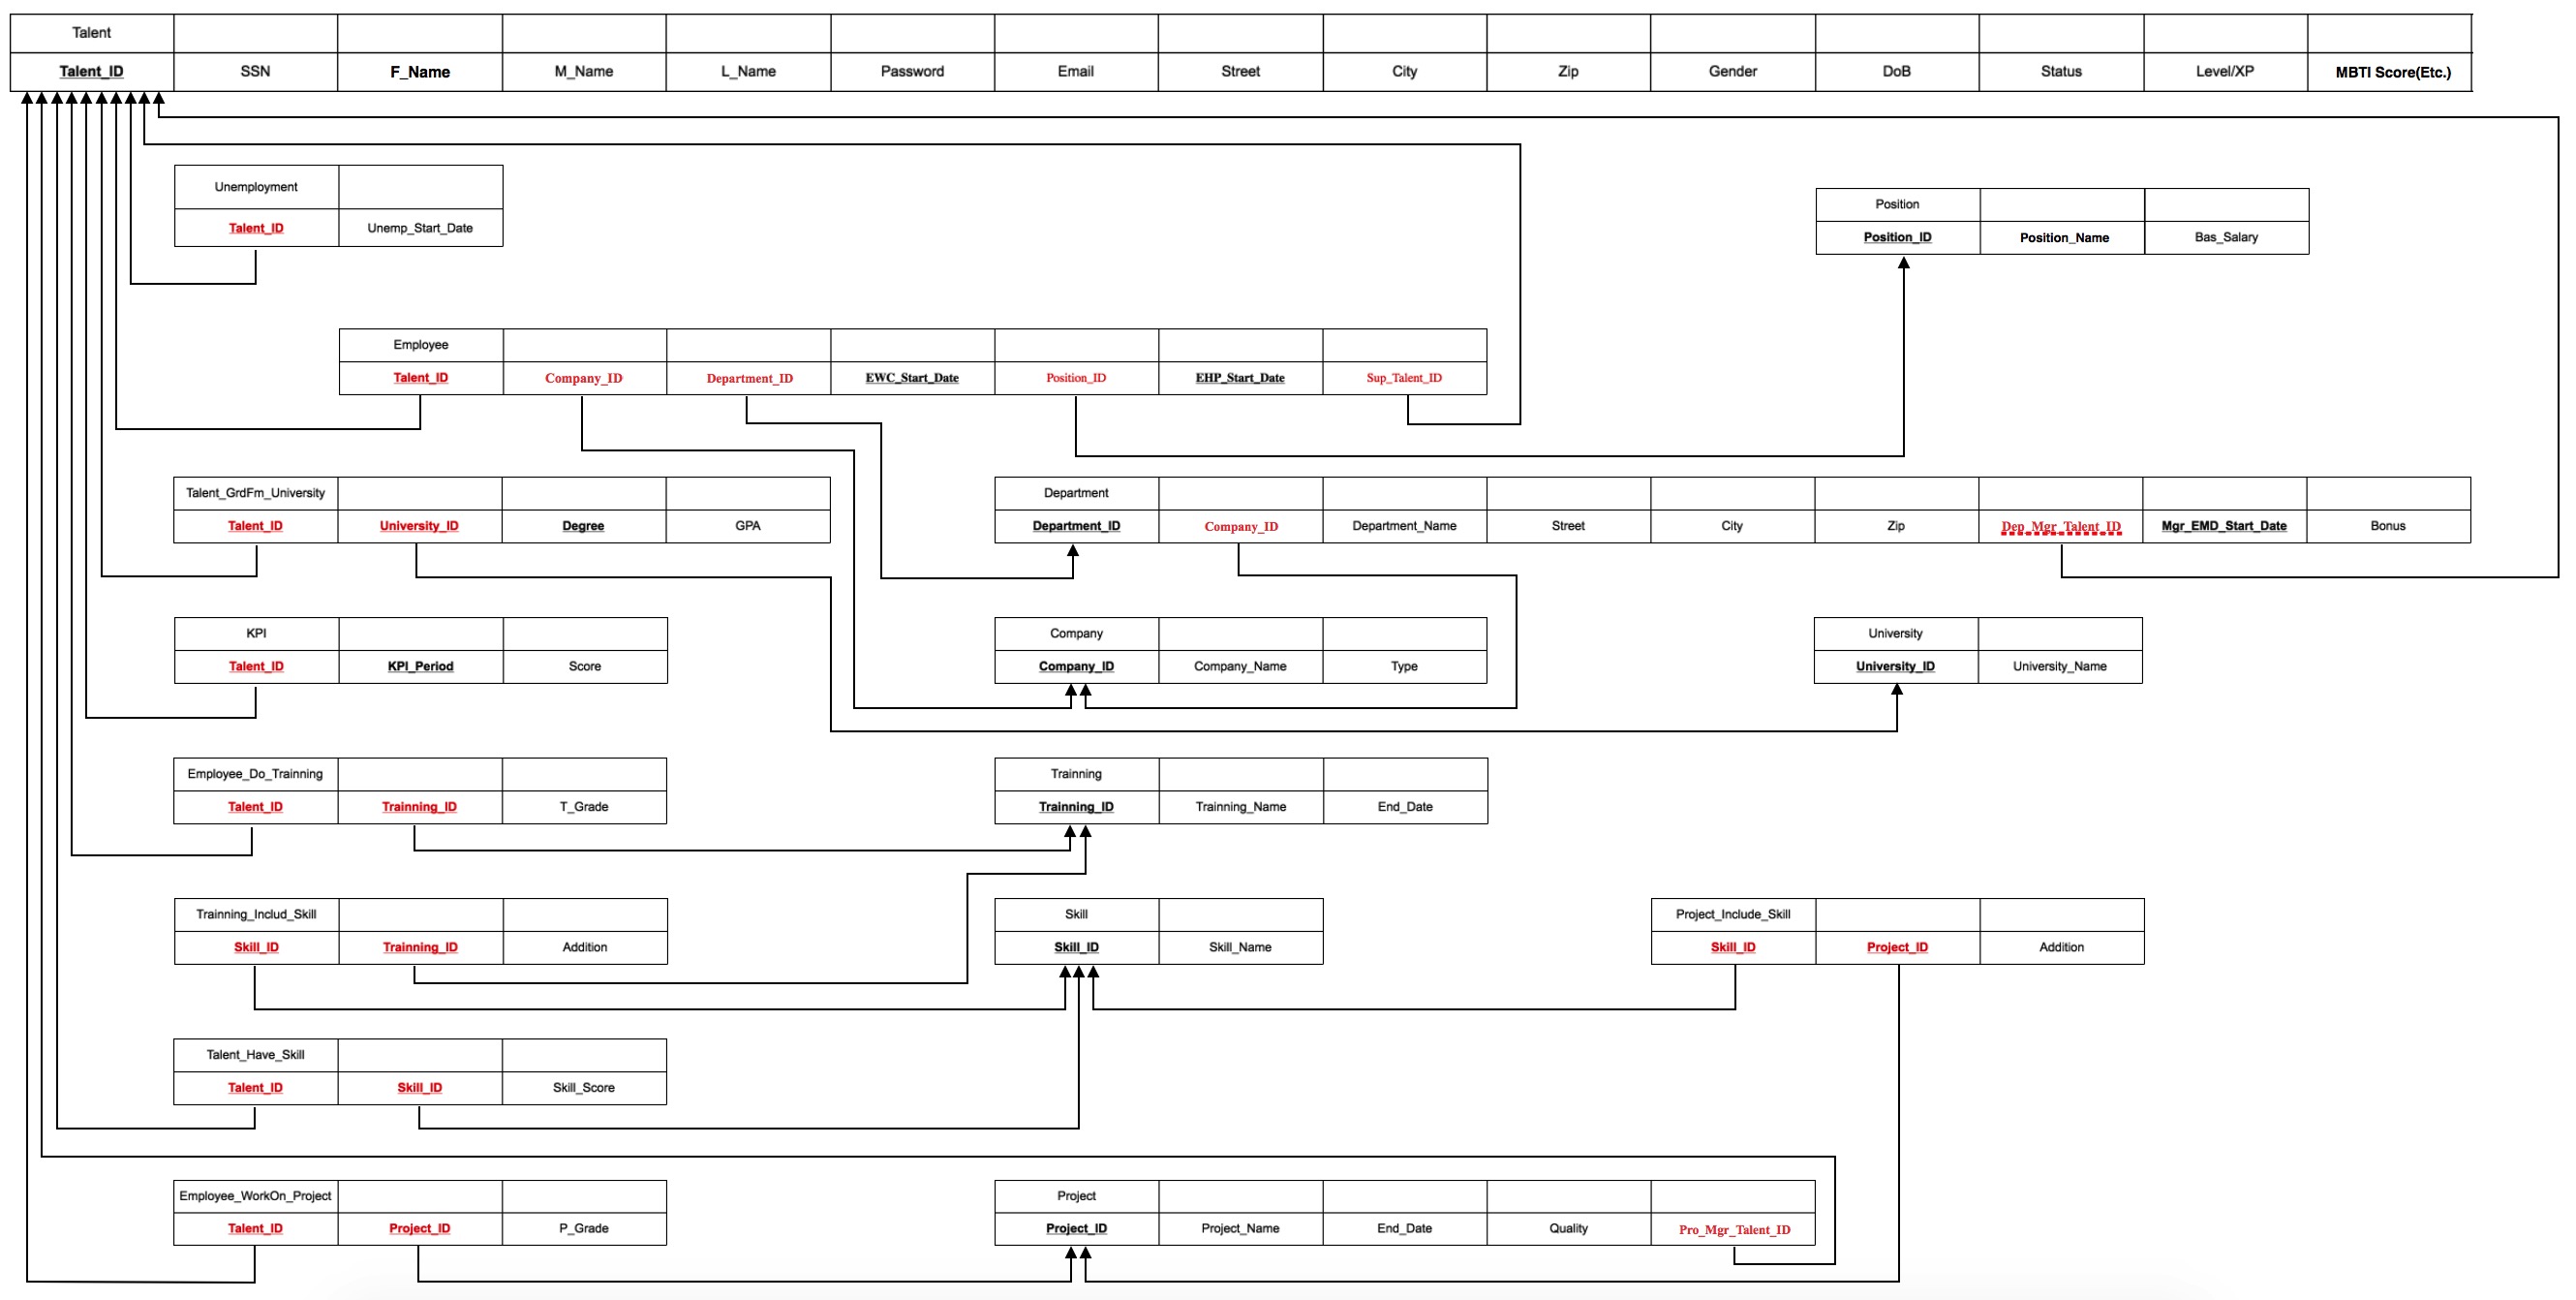 Talent
Talent_ID SSN F_Name M_Name L_Name Password Email Street City Zip Gender DoB Status Level/XP MBTI Score(Etc.)
Unemployment
Talent_ID Unemp_Start_Date
Position
Position_ID Position_Name Bas_Salary
Employee
Talent_ID Company_ID Department_ID EWC_Start_Date Position_ID EHP_Start_Date Sup_Talent_ID
Talent_GrdFm_University
Talent_ID University_ID Degree GPA
Department
Department_ID Company_ID Department_Name Street City Zip Dep_Mgr_Talent_ID Mgr_EMD_Start_Date Bonus
KPI
Talent_ID KPI_Period Score
Company
Company_ID Company_Name Type
University
University_ID University_Name
Employee_Do_Trainning
Talent_ID Trainning_ID T_Grade
Trainning
Trainning_ID Trainning_Name End_Date
Trainning_Includ_Skill
Skill_ID Trainning_ID Addition
Skill
Skill_ID Skill_Name
Project_Include_Skill
Skill_ID Project_ID Addition
Talent_Have_Skill
Talent_ID Skill_ID Skill_Score
Employee_WorkOn_Project
Talent_ID Project_ID P_Grade
Project
Project_ID Project_Name End_Date Quality Pro_Mgr_Talent_ID